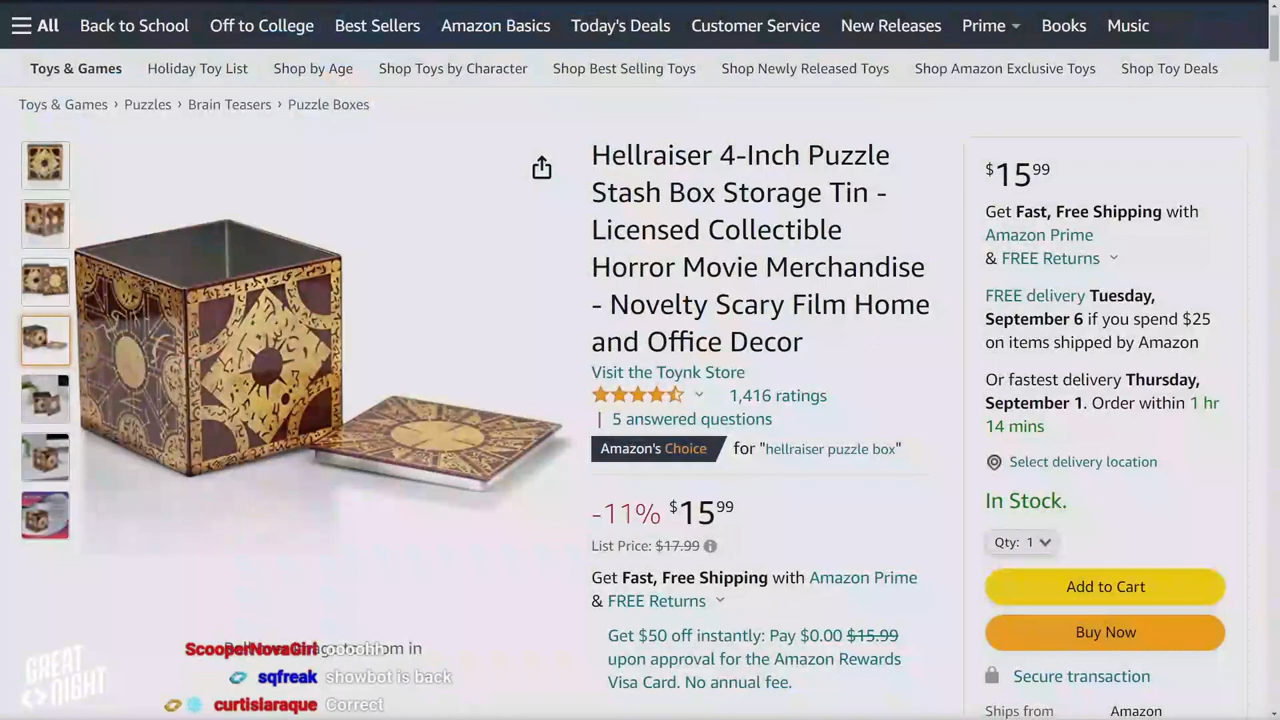 All Back to School Off to College Best Sellers Amazon Basics Today's Deals Customer Service New Releases Prime Books Music
Toys & Games Holiday Toy List Shop by Age Shop Toys by Character Shop Best Selling Toys Shop Newly Released Toys Shop Amazon Exclusive Toys Shop Toy Deals
Toys & Games › Puzzles › Brain Teasers › Puzzle Boxes
Hellraiser 4-Inch Puzzle
Stash Box Storage Tin -
Licensed Collectible
Horror Movie Merchandise
- Novelty Scary Film Home
and Office Decor
Visit the Toynk Store
1,416 ratings
| 5 answered questions
Amazon's Choice for "hellraiser puzzle box"
-11% $15 99
List Price: $17.99
Get Fast, Free Shipping with Amazon Prime
& FREE Returns
Get $50 off instantly: Pay $0.00 $15.99
upon approval for the Amazon Rewards
Visa Card. No annual fee.
$15 99
Get Fast, Free Shipping with
Amazon Prime
& FREE Returns
FREE delivery Tuesday,
September 6 if you spend $25
on items shipped by Amazon
Or fastest delivery Thursday,
September 1. Order within 1 hr
14 mins
Select delivery location
In Stock.
Qty: 1
Add to Cart
Buy Now
Secure transaction
Ships from Amazon
ScooperNovaGirl
sqfreak showbot is back
curtisiaraque Correct
GREAT
NIGHT